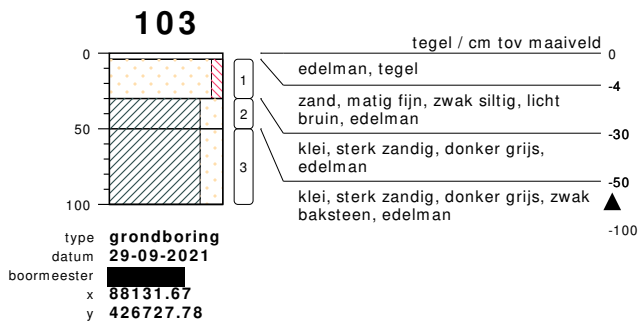 103
tegel / cm tov maaiveld
0
0
edelman, tegel
-4
1
zand, matig fijn, zwak siltig, licht
bruin, edelman
-30
2
50
klei, sterk zandig, donker grijs,
edelman
-50
3
klei, sterk zandig, donker grijs, zwak
baksteen, edelman
100
-100
type grondboring
datum 29-09-2021
boormeester
x 88131.67
y 426727.78